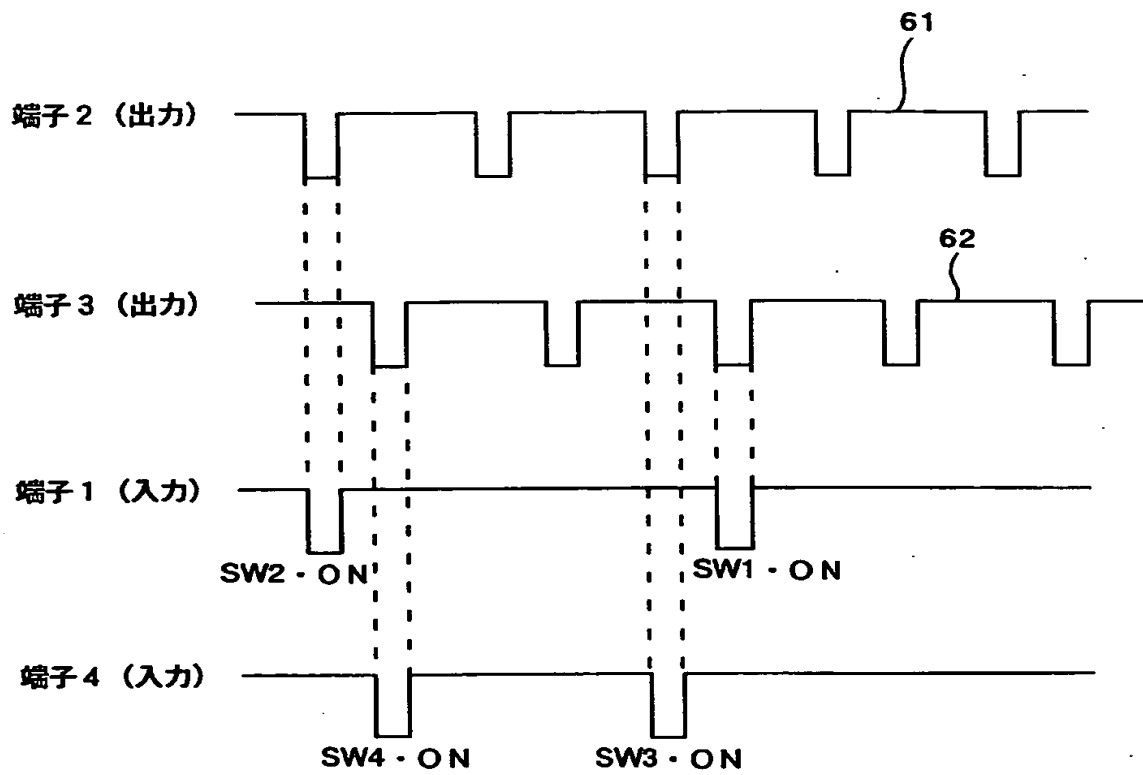 61
端子2（出力）
62
端子3（出力）
端子1（入力）
SW2・ON
SW1・ON
端子4（入力）
SW4・ON
SW3・ON